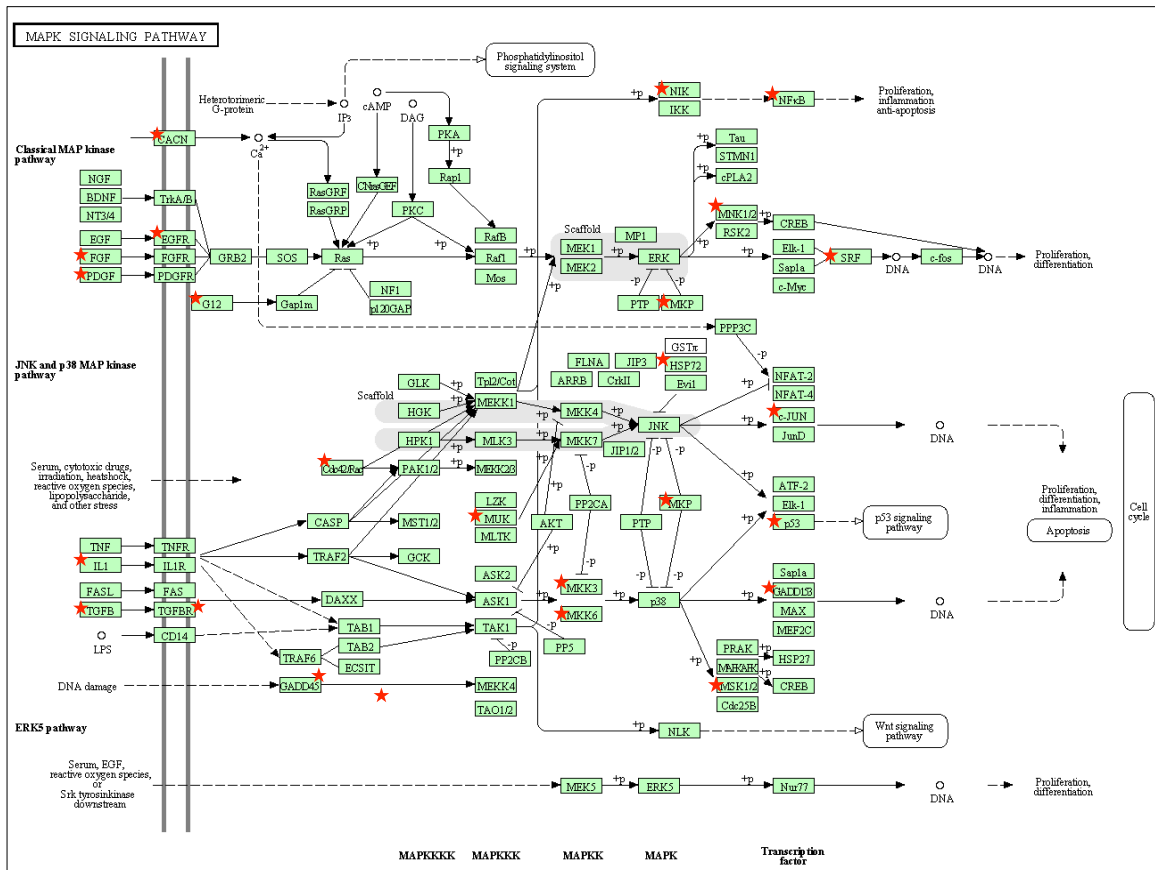 MAPK SIGNALING PATHWAY
Phosphatidylinositol
signaling system
Heterotorimeric
G-protein
IP3
cAMP
DAG
Ca2+
CACN
PKA
+p
Rap1
+p
NIK
IKK
NFκB
Proliferation,
inflammation
anti-apoptosis
Classical MAP kinase
pathway
NGF
BDNF
NT3/4
TrkA/B
EGF
EGFR
FGF
FGFR
PDGF
PDGFR
GRB2
SOS
RasGRF
RasGRP
PKC
Ras
+p
+p
RafB
Raf1
Mos
+p
G12
Gap1m
NF1
p120GAP
Scaffold
MEK1
MEK2
MP1
+p
ERK
-p
-p
PTP
MKP
+p
+p
+p
+p
Tau
STMN1
cPLA2
MNK1/2
RSK2
+p
CREB
Elk-1
Sap1a
c-Myc
SRF
DNA
c-fos
DNA
Proliferation,
differentiation
PPP3C
-p
JNK and p38 MAP kinase
pathway
Scaffold
GLK
HGK
HPK1
+p
+p
+p
+p
Tpl2/Cot
MEKK1
MLK3
MEKK2/3
+p
+p
FLNA
JIP3
ARRB
CrkII
GSTπ
HSP72
Evi1
MKK4
MKK7
+p
+p
JNK
JIP1/2
+p
+p
+p
NFAT-2
NFAT-4
c-JUN
JunD
DNA
Cdc42/Rac
PAK1/2
Serum, cytotoxic drugs,
irradiation, heatshock,
reactive oxygen species,
lipopolysaccharide,
and other stress
LZK
MUK
MLTK
CASP
MST1/2
TRAF2
GCK
AKT
PP2CA
-p
-p
PTP
MKP
-p
-p
ATF-2
Elk-1
p53
p53 signaling
pathway
Proliferation,
differentiation,
inflammation
Apoptosis
Cell
cycle
TNF
TNFR
IL1
IL1R
FASL
FAS
TGFB
TGFBR
LPS
CD14
DAXX
ASK2
ASK1
TAK1
+p
-p
MKK3
MKK6
PP5
PP2CB
-p
+p
p38
+p
+p
Sap1a
MAX
MEF2C
DNA
TAB1
TAB2
TRAF6
ECSIT
DNA damage
GADD45
MEKK4
TAO1/2
PRAK
MSK1/2
Cdc25B
+p
+p
HSP27
CREB
ERK5 pathway
+p
NLK
Wnt signaling
pathway
Serum, EGF,
reactive oxygen species,
or
Srk tyrosinkinase
downstream
MEK5
+p
ERK5
+p
Nur77
DNA
Proliferation,
differentiation
MAPKKKK
MAPKKK
MAPKK
MAPK
Transcription
factor